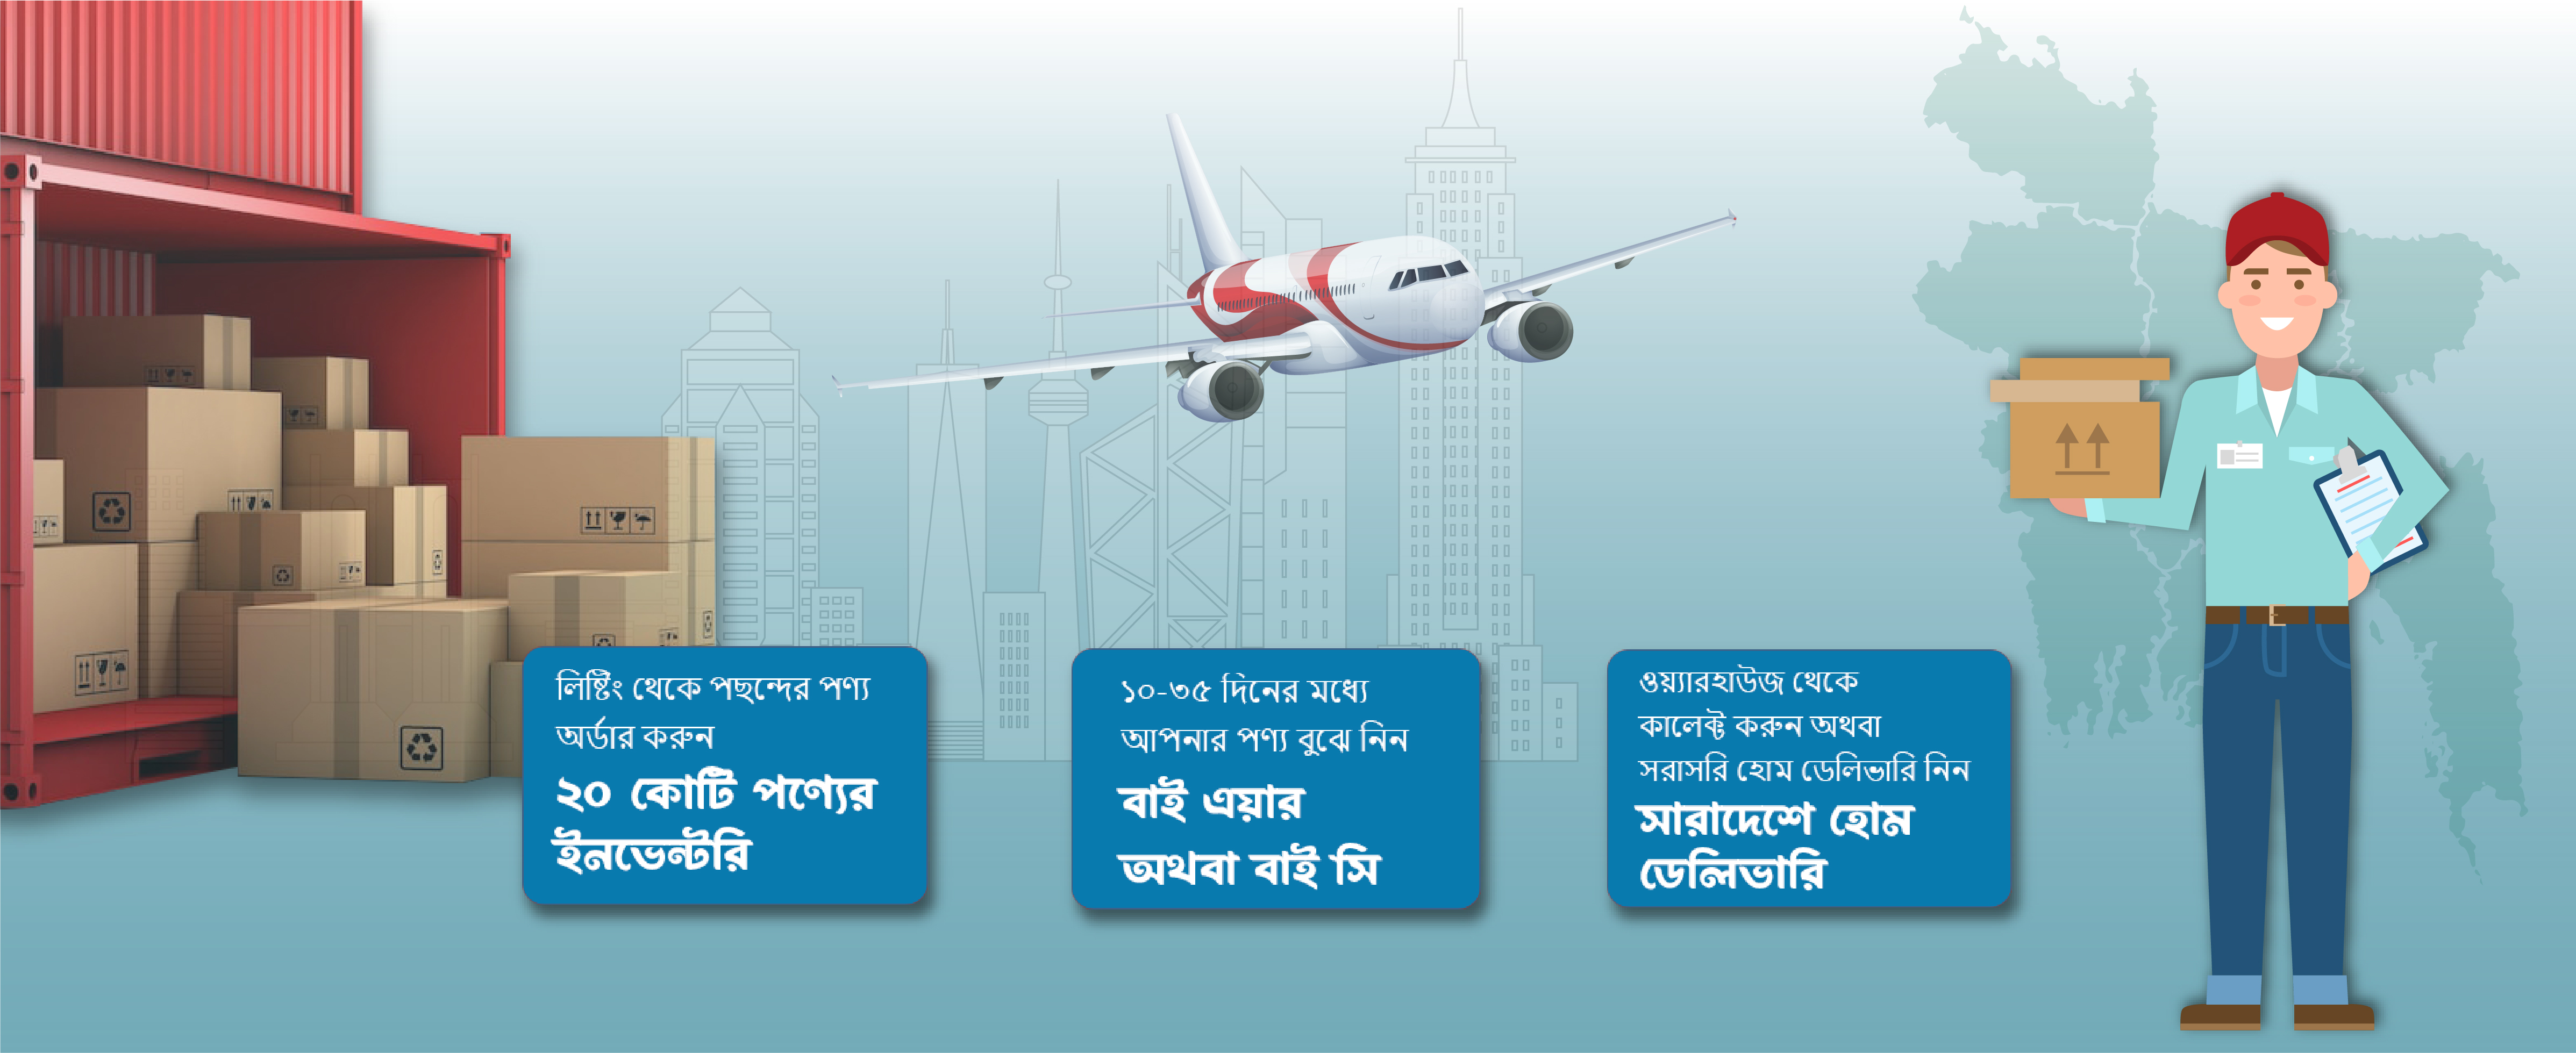 লিষ্টিং থেকে পছন্দের পণ্য
অর্ডার করুন
২০ কোটি পণ্যের
ইনভেন্টরি
১০-৩৫ দিনের মধ্যে
আপনার পণ্য বুঝে নিন
বাই এয়ার
অথবা বাই সি
ওয়্যারহাউজ থেকে
কালেক্ট করুন অথবা
সরাসরি হোম ডেলিভারি নিন
সারাদেশে হোম
ডেলিভারি